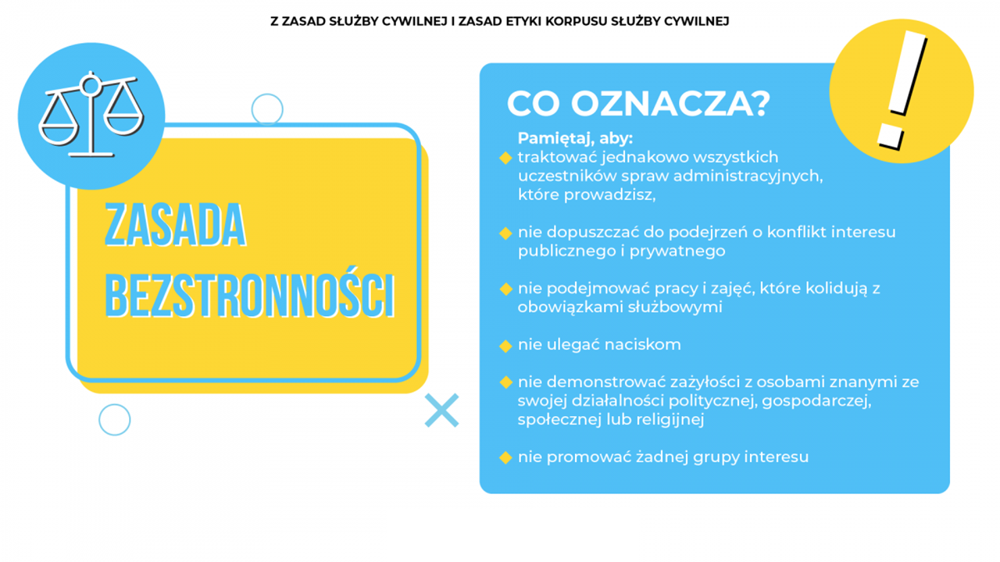 Z ZASAD SŁUŻBY CYWILNEJ I ZASAD ETYKI KORPUSU SŁUŻBY CYWILNEJ
ZASADA
BEZSTRONNOŚCI
CO OZNACZA?
Pamiętaj, aby:
traktować jednakowo wszystkich
uczestników spraw administracyjnych,
które prowadzisz,
nie dopuszczać do podejrzeń o konflikt interesu
publicznego i prywatnego
nie podejmować pracy i zajęć, które kolidują z
obowiązkami służbowymi
nie ulegać naciskom
nie demonstrować zażyłości z osobami znanymi ze
swojej działalności politycznej, gospodarczej,
społecznej lub religijnej
nie promować żadnej grupy interesu